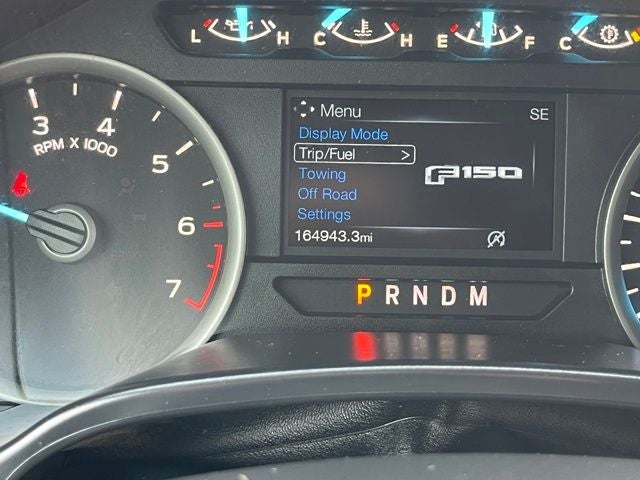 L H C H E F C
Menu SE
Display Mode
Trip/Fuel >
Towing
Off Road
Settings
164943.3mi
F150
3 4 5 6 7
RPM X 1000
P R N D M